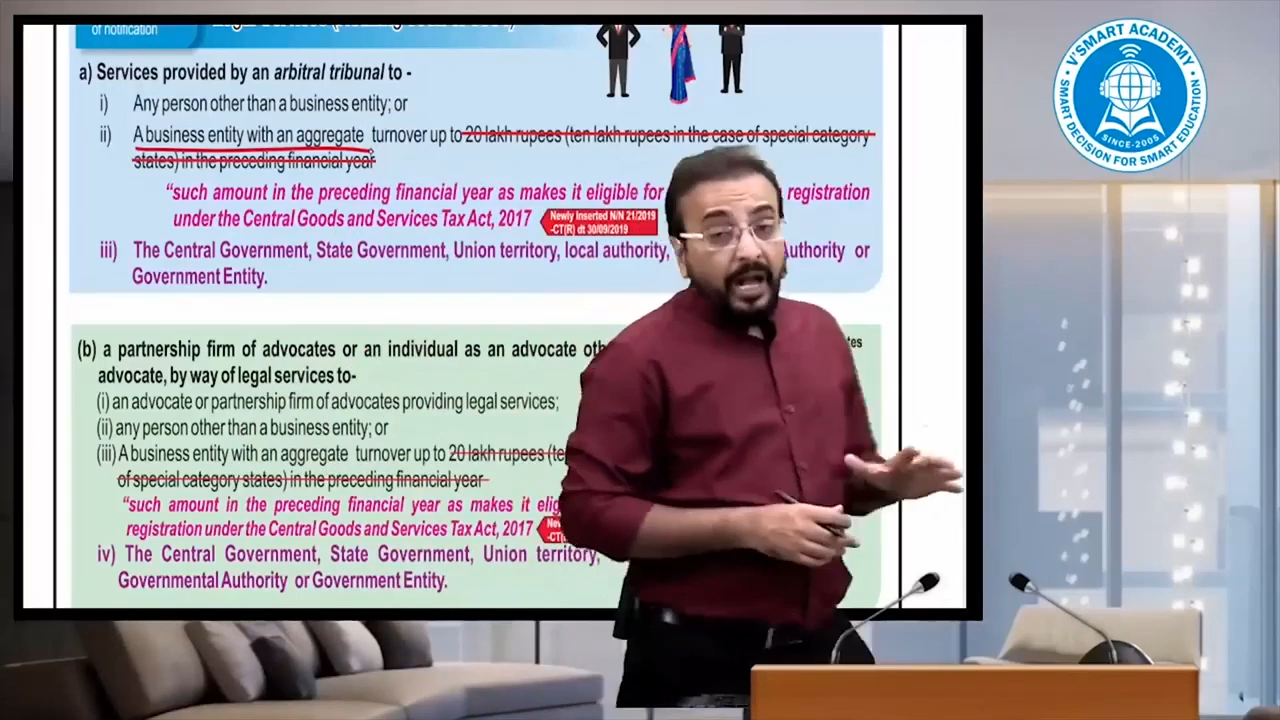 of notification
a) Services provided by an arbitral tribunal to -
i) Any person other than a business entity; or
ii) A business entity with an aggregate turnover up to 20 lakh rupees (ten lakh rupees in the case of special category
states) in the preceding financial year
“such amount in the preceding financial year as makes it eligible for registration
under the Central Goods and Services Tax Act, 2017
Newly Inserted N/N 21/2019
-CT(R) dt 30/09/2019
iii) The Central Government, State Government, Union territory, local authority, Authority or
Government Entity.
(b) a partnership firm of advocates or an individual as an advocate
advocate, by way of legal services to-
(i) an advocate or partnership firm of advocates providing legal services;
(ii) any person other than a business entity; or
(iii) A business entity with an aggregate turnover up to 20 lakh rupees
of special category states) in the preceding financial year
“such amount in the preceding financial year as makes it
registration under the Central Goods and Services Tax Act, 2017
iv) The Central Government, State Government, Union territory,
Governmental Authority or Government Entity.
V'SMART ACADEMY
SINCE-2005
SMART DECISION FOR SMART EDUCATION